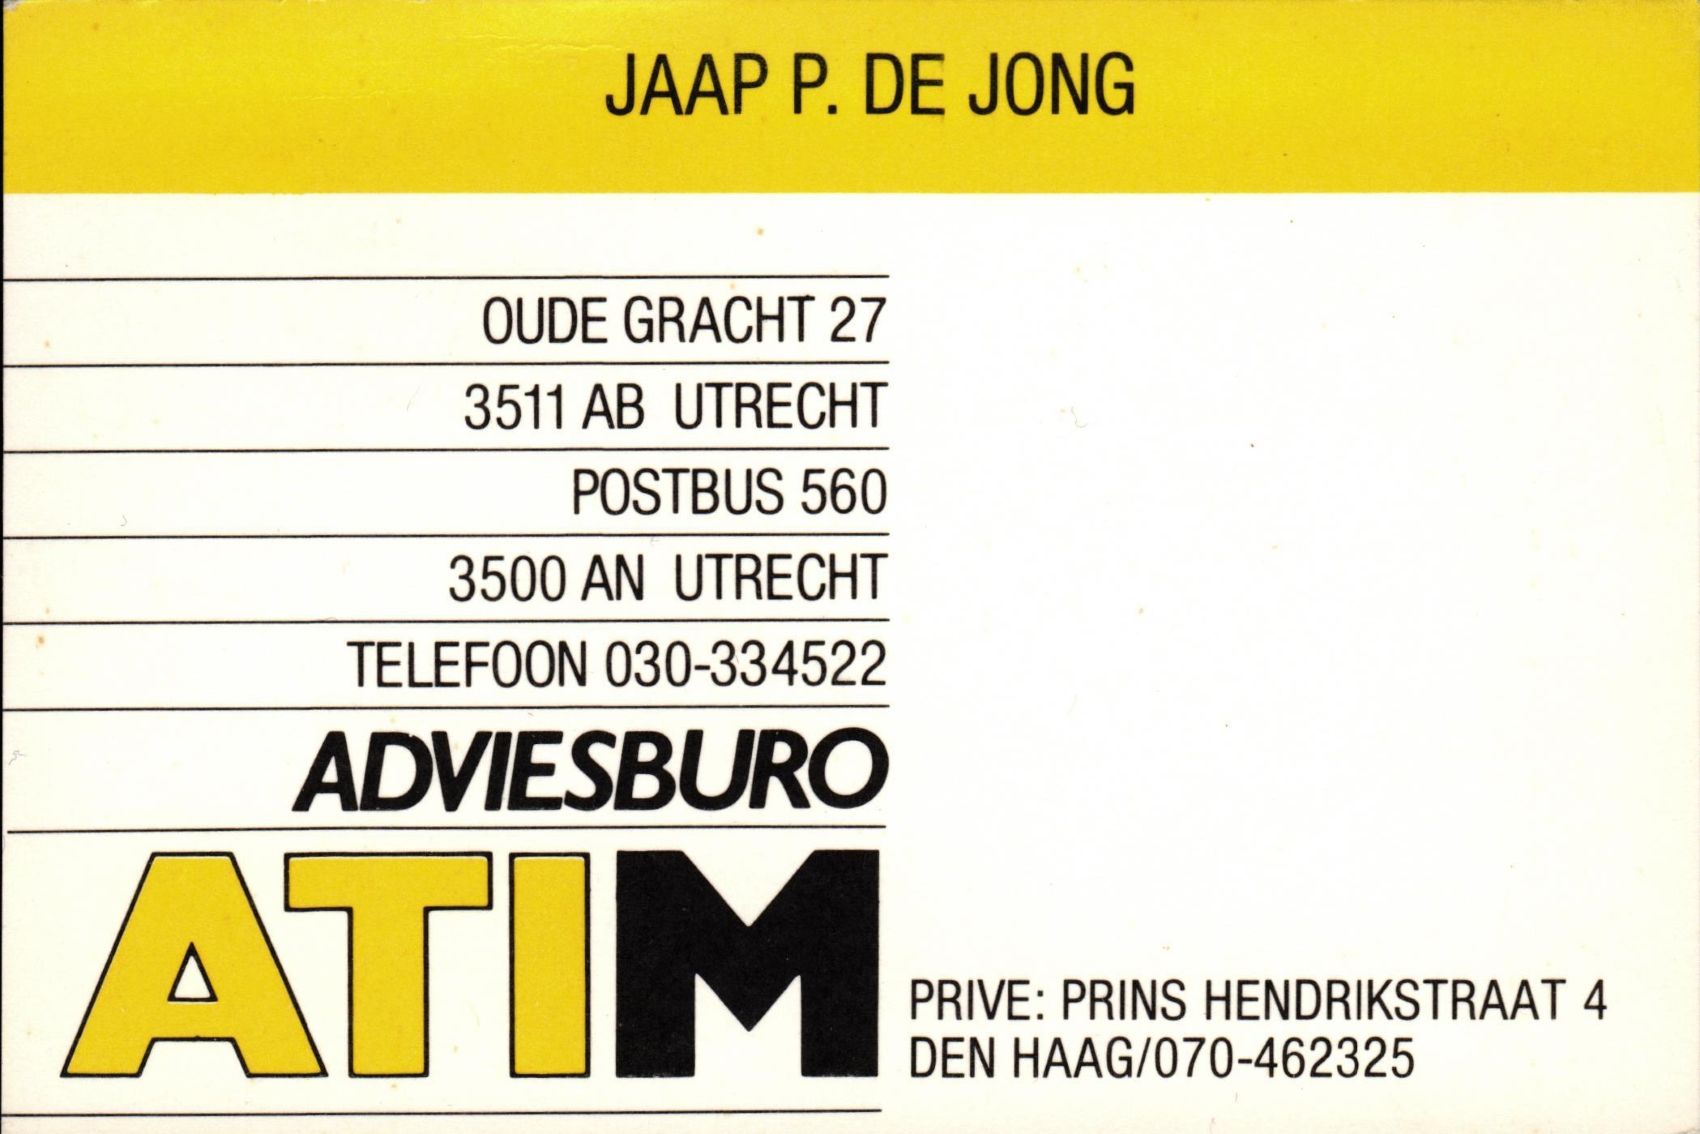 JAAP P. DE JONG
OUDE GRACHT 27
3511 AB UTRECHT
POSTBUS 560
3500 AN UTRECHT
TELEFOON 030-334522
ADVIESBURO
ATIM
PRIVE: PRINS HENDRIKSTRAAT 4
DEN HAAG/070-462325